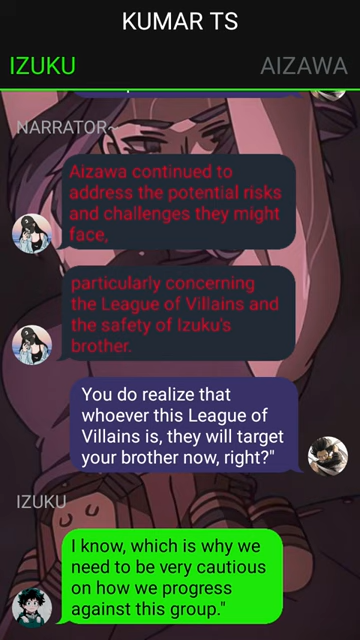 KUMAR TS
IZUKU
AIZAWA
NARRATOR~
Aizawa continued to
address the potential risks
and challenges they might
face,
particularly concerning
the League of Villains and
the safety of Izuku's
brother.
You do realize that
whoever this League of
Villains is, they will target
your brother now, right?"
IZUKU
I know, which is why we
need to be very cautious
on how we progress
against this group."